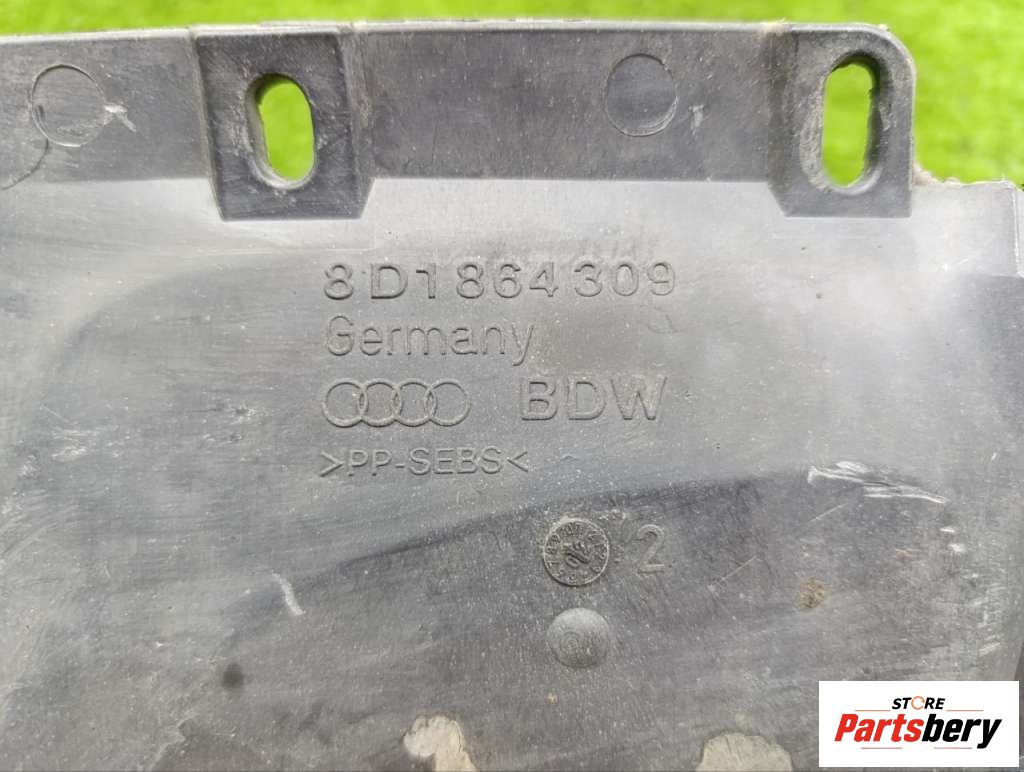 8D1864309
Germany
BDW
>PP-SEBS<
2
STORE
Partsbery